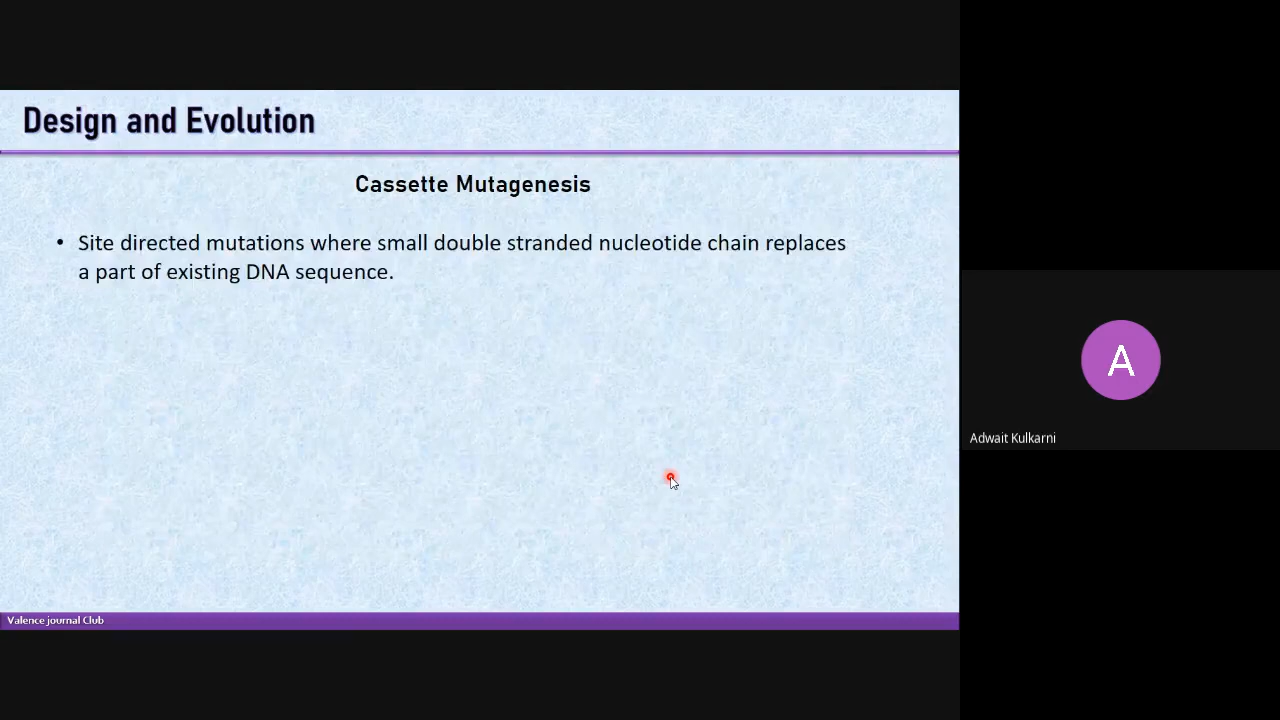 Design and Evolution
Cassette Mutagenesis
• Site directed mutations where small double stranded nucleotide chain replaces
a part of existing DNA sequence.
A
Adwait Kulkarni
Valence journal Club